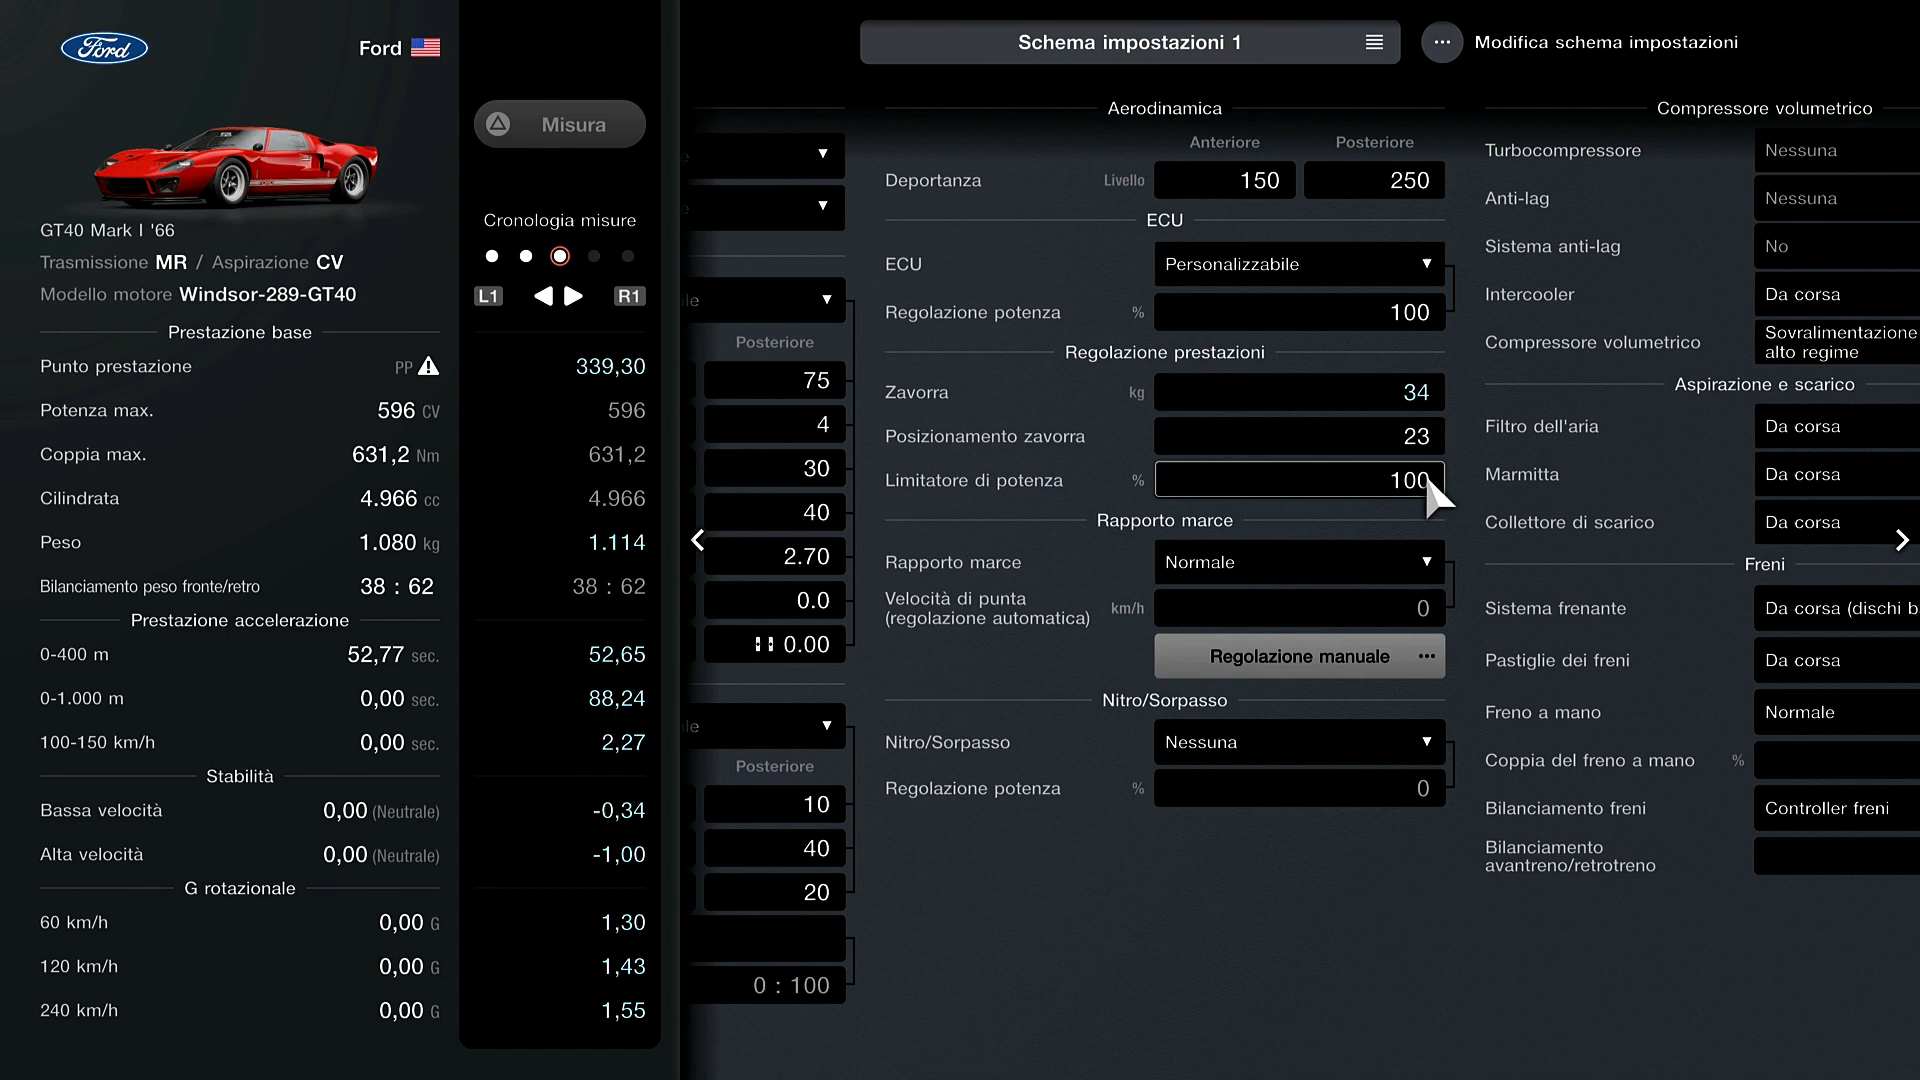 Ford
Ford
GT40 Mark I '66
Trasmissione MR / Aspirazione CV
Modello motore Windsor-289-GT40
Prestazione base
Punto prestazione PP
Potenza max. 596 CV
Coppia max. 631,2 Nm
Cilindrata 4.966 cc
Peso 1.080 kg
Bilanciamento peso fronte/retro 38 : 62
Prestazione accelerazione
0-400 m 52,77 sec.
0-1.000 m 0,00 sec.
100-150 km/h 0,00 sec.
Stabilità
Bassa velocità 0,00 (Neutrale)
Alta velocità 0,00 (Neutrale)
G rotazionale
60 km/h 0,00 G
120 km/h 0,00 G
240 km/h 0,00 G
Misura
Cronologia misure
L1 R1
339,30
596
631,2
4.966
1.114
38 : 62
52,65
88,24
2,27
-0,34
-1,00
1,30
1,43
1,55
Schema impostazioni 1
Modifica schema impostazioni
Posteriore
75
4
30
40
2.70
0.0
0.00
Posteriore
10
40
20
0 : 100
Aerodinamica
Anteriore Posteriore
Deportanza Livello 150 250
ECU
ECU Personalizzabile
Regolazione potenza % 100
Regolazione prestazioni
Zavorra kg 34
Posizionamento zavorra 23
Limitatore di potenza % 100
Rapporto marce
Rapporto marce Normale
Velocità di punta
(regolazione automatica) km/h 0
Regolazione manuale
Nitro/Sorpasso
Nitro/Sorpasso Nessuna
Regolazione potenza % 0
Compressore volumetrico
Turbocompressore Nessuna
Anti-lag Nessuna
Sistema anti-lag No
Intercooler Da corsa
Compressore volumetrico Sovralimentazione
alto regime
Aspirazione e scarico
Filtro dell'aria Da corsa
Marmitta Da corsa
Collettore di scarico Da corsa
Freni
Sistema frenante Da corsa (dischi b
Pastiglie dei freni Da corsa
Freno a mano Normale
Coppia del freno a mano %
Bilanciamento freni Controller freni
Bilanciamento
avantreno/retrotreno